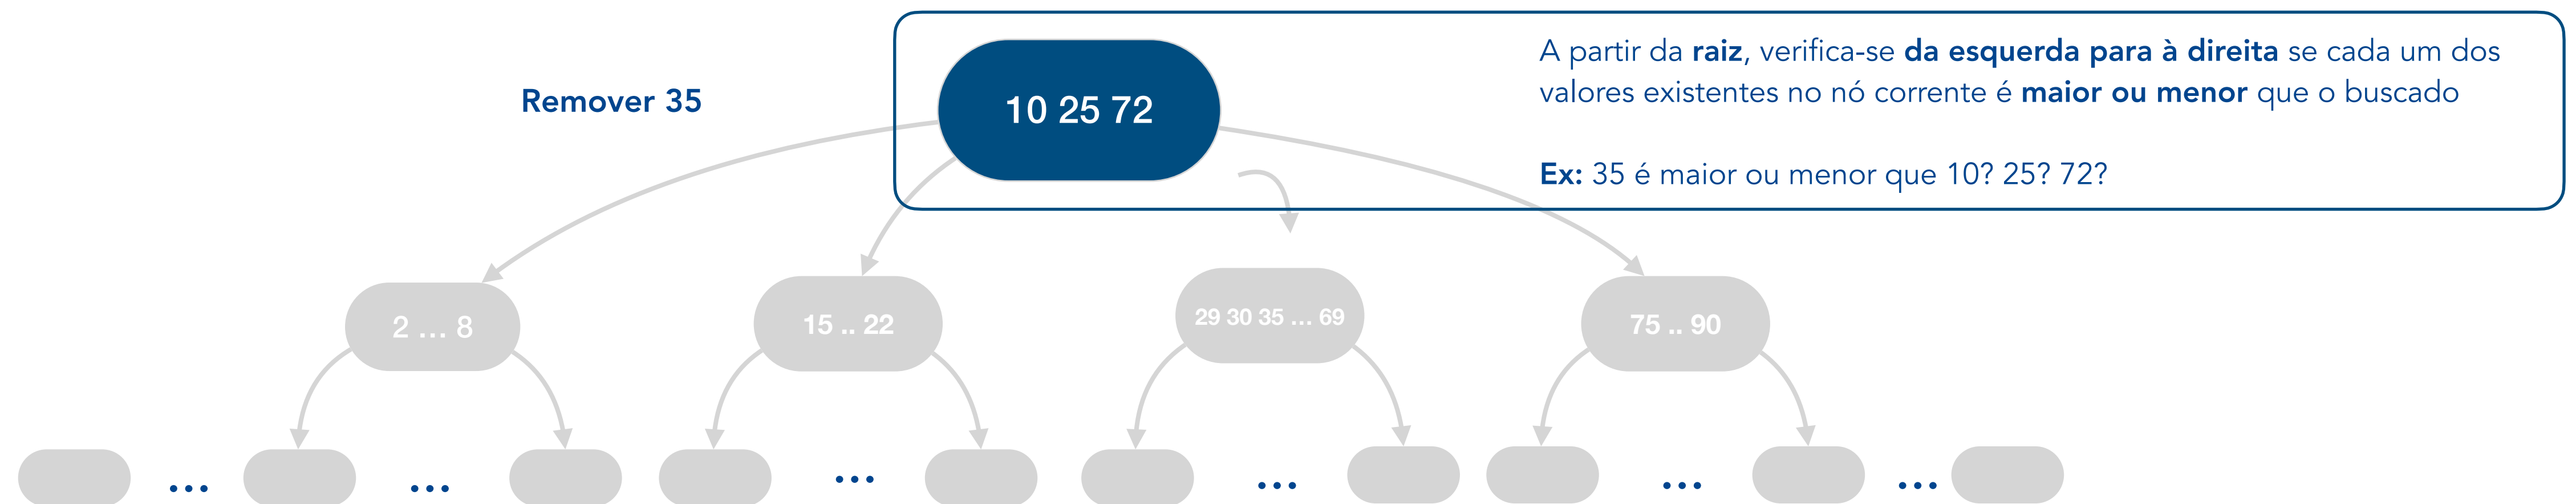 A partir da raiz, verifica-se da esquerda para à direita se cada um dos
valores existentes no nó corrente é maior ou menor que o buscado
Remover 35
10 25 72
Ex: 35 é maior ou menor que 10? 25? 72?
2 ... 8
15 .. 22
29 30 35 ... 69
75 .. 90
...
...
...
...
...
...